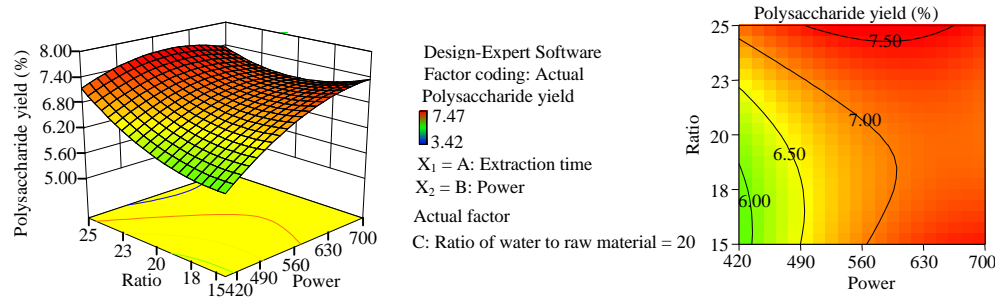 Polysaccharide yield (%)
8.00
7.40
6.80
6.20
5.60
5.00
25
23
20
18
15
Ratio
420
490
560
630
700
Power
Design-Expert Software
Factor coding: Actual
Polysaccharide yield
7.47
3.42
X₁ = A: Extraction time
X₂ = B: Power
Actual factor
C: Ratio of water to raw material = 20
Polysaccharide yield (%)
25
23
20
18
15
Ratio
7.50
7.00
6.50
6.00
420
490
560
630
700
Power